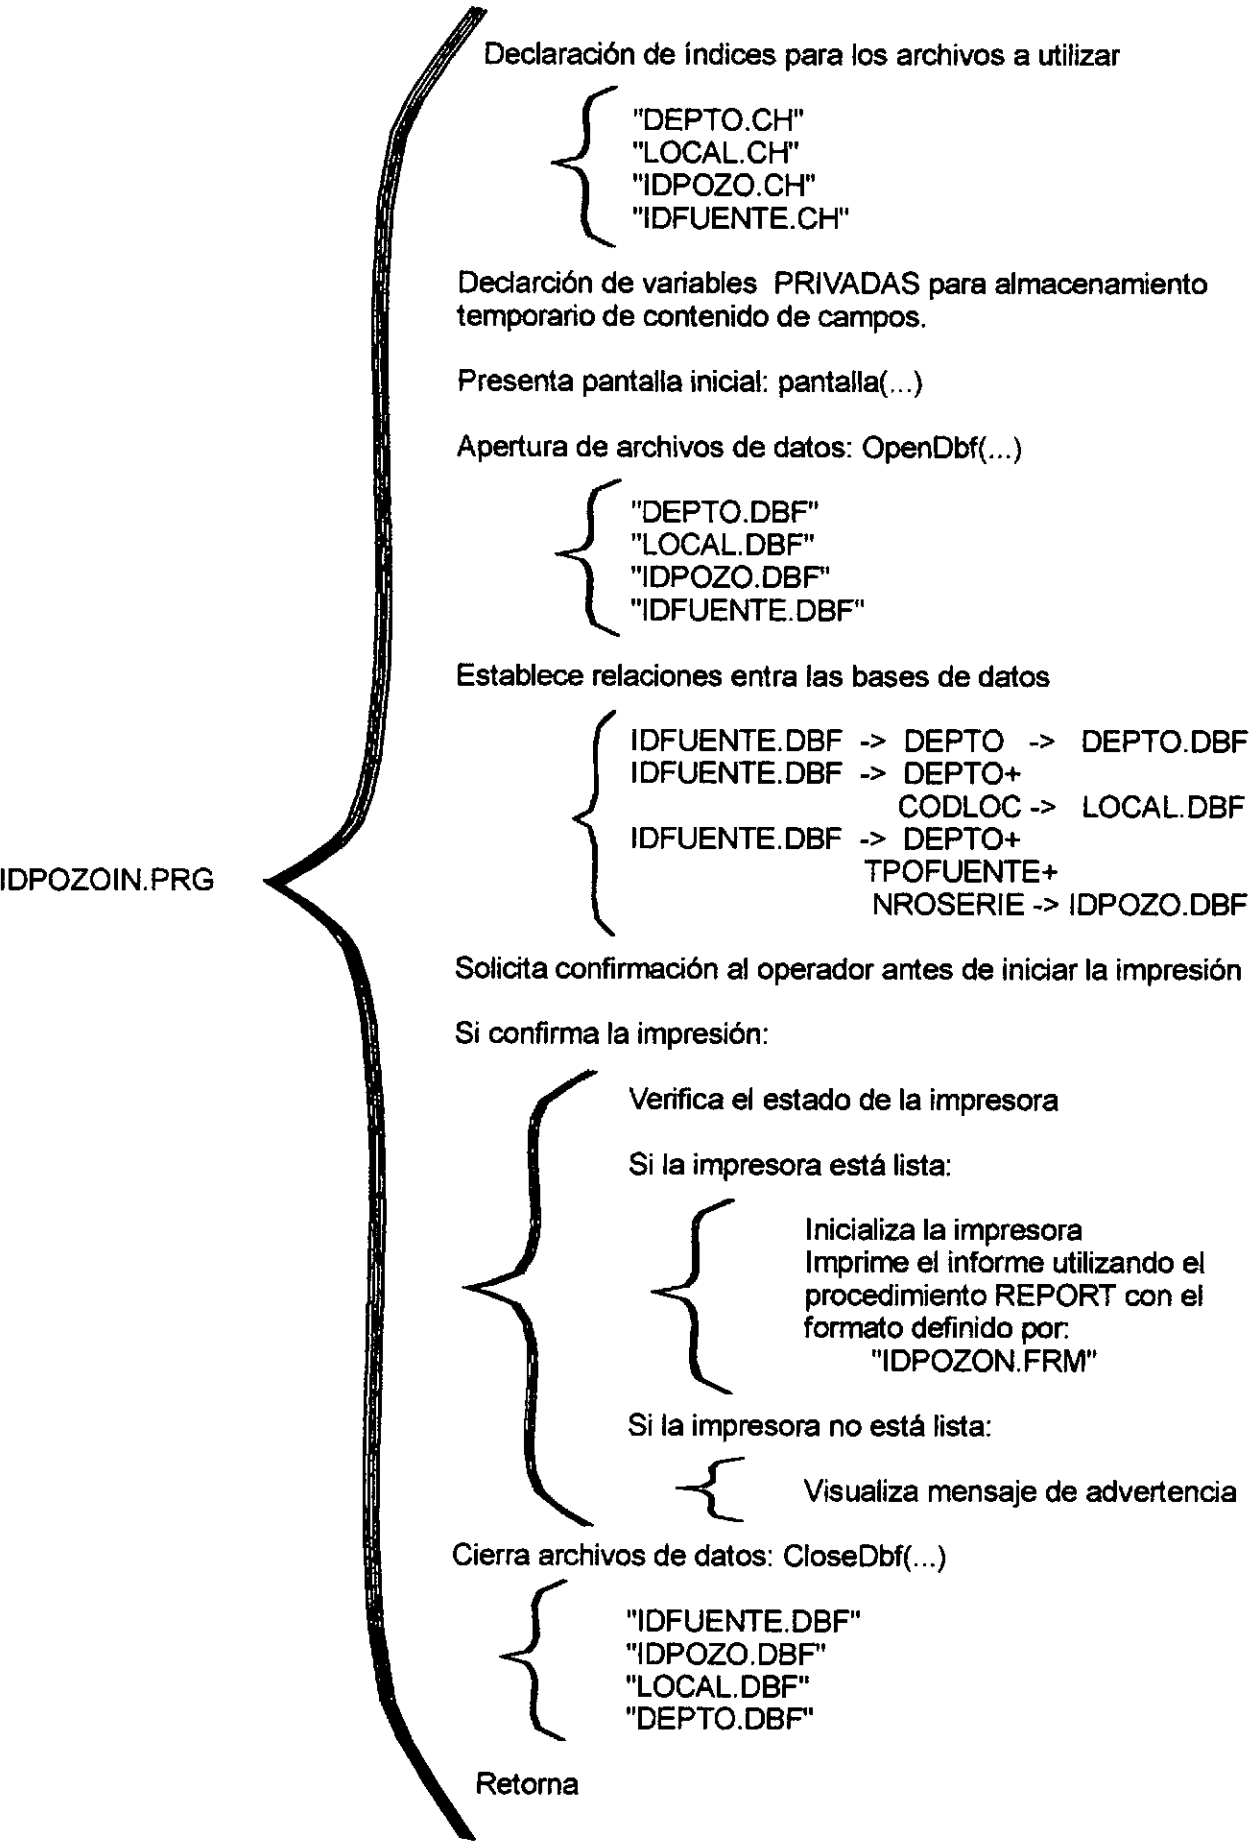 Declaración de índices para los archivos a utilizar
"DEPTO.CH"
"LOCAL.CH"
"IDPOZO.CH"
"IDFUENTE.CH"
Declarción de variables PRIVADAS para almacenamiento
temporario de contenido de campos.
Presenta pantalla inicial: pantalla(...)
Apertura de archivos de datos: OpenDbf(...)
"DEPTO.DBF"
"LOCAL.DBF"
"IDPOZO.DBF"
"IDFUENTE.DBF"
Establece relaciones entra las bases de datos
IDFUENTE.DBF -> DEPTO -> DEPTO.DBF
IDFUENTE.DBF -> DEPTO+
CODLOC -> LOCAL.DBF
IDFUENTE.DBF -> DEPTO+
TPOFUENTE+
NROSERIE -> IDPOZO.DBF
IDPOZOIN.PRG
Solicita confirmación al operador antes de iniciar la impresión
Si confirma la impresión:
Verifica el estado de la impresora
Si la impresora está lista:
Inicializa la impresora
Imprime el informe utilizando el
procedimiento REPORT con el
formato definido por:
"IDPOZON.FRM"
Si la impresora no está lista:
Visualiza mensaje de advertencia
Cierra archivos de datos: CloseDbf(...)
"IDFUENTE.DBF"
"IDPOZO.DBF"
"LOCAL.DBF"
"DEPTO.DBF"
Retorna